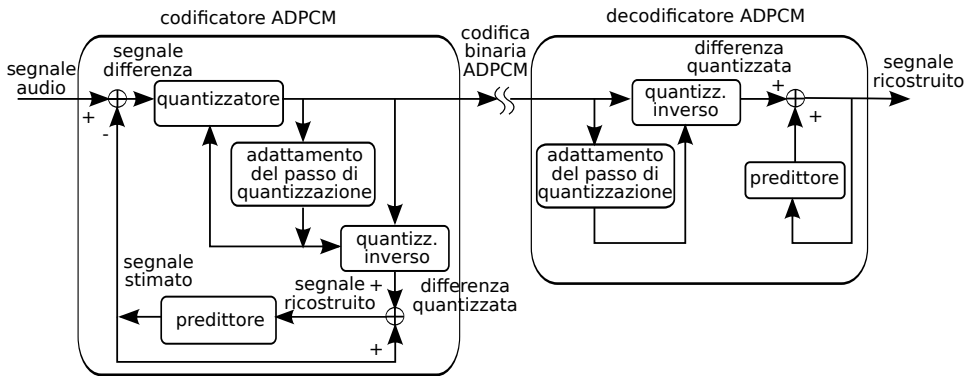 codificatore ADPCM
decodificatore ADPCM
segnale
audio
+
-
segnale
differenza
quantizzatore
adattamento
del passo di
quantizzazione
quantizz.
inverso
+
differenza
quantizzata
segnale
ricostruito
+
predittore
segnale
stimato
codifica
binaria
ADPCM
quantizz.
inverso
adattamento
del passo di
quantizzazione
differenza
quantizzata
+
+
predittore
segnale
ricostruito